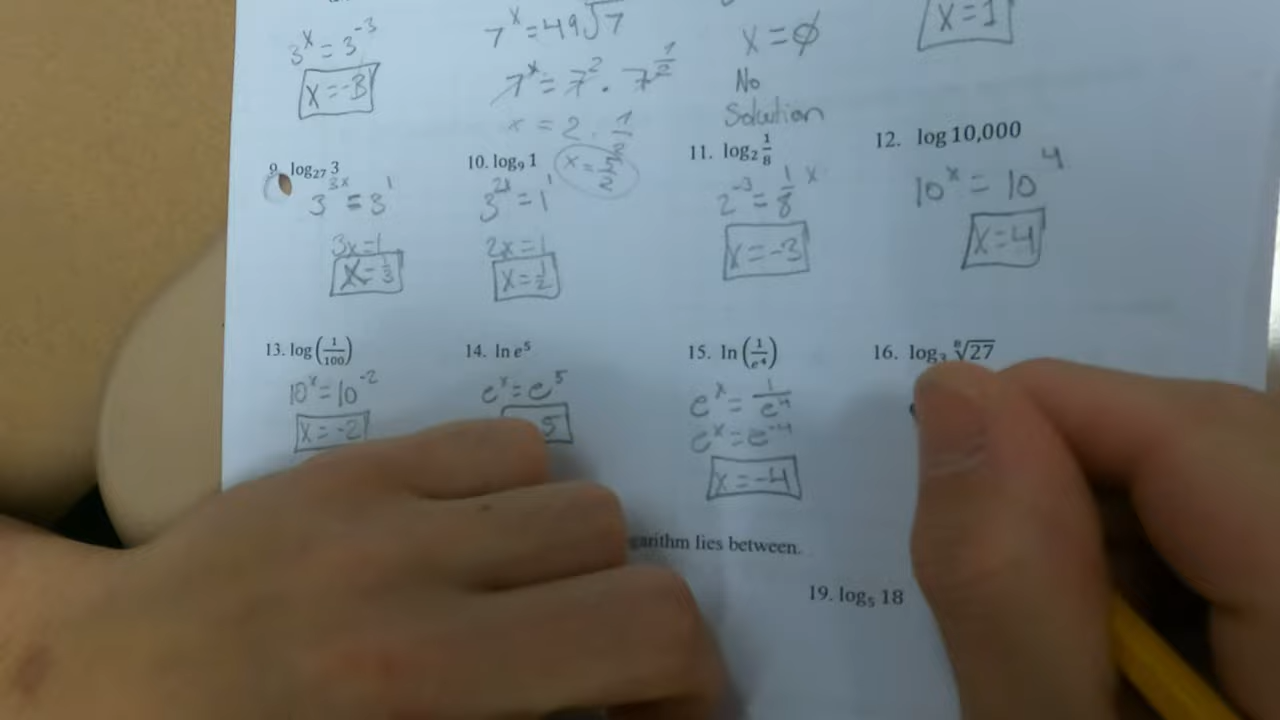 3^x = 3^-3
x = -3
7^x = 49√7
7^x = 7^2 · 7^1/2
x = 2 · 1/2
x = ∅
No
Solution
x = 1
9. log₂₇ 3
3^3x = 3^1
3x = 1
x = 1/3
10. log₉ 1
3^2x = 1^1
2x = 1
x = 1/2
11. log₂ 1/8
2^-3 = 1/8^x
x = -3
12. log 10,000
10^x = 10^4
x = 4
13. log (1/100)
10^x = 10^-2
x = -2
14. ln e⁵
e^x = e^5
5
15. ln (1/e⁴)
e^x = 1/e^4
e^x = e^-4
x = -4
16. log₃ ⁸√27
lies between.
19. log₅ 18